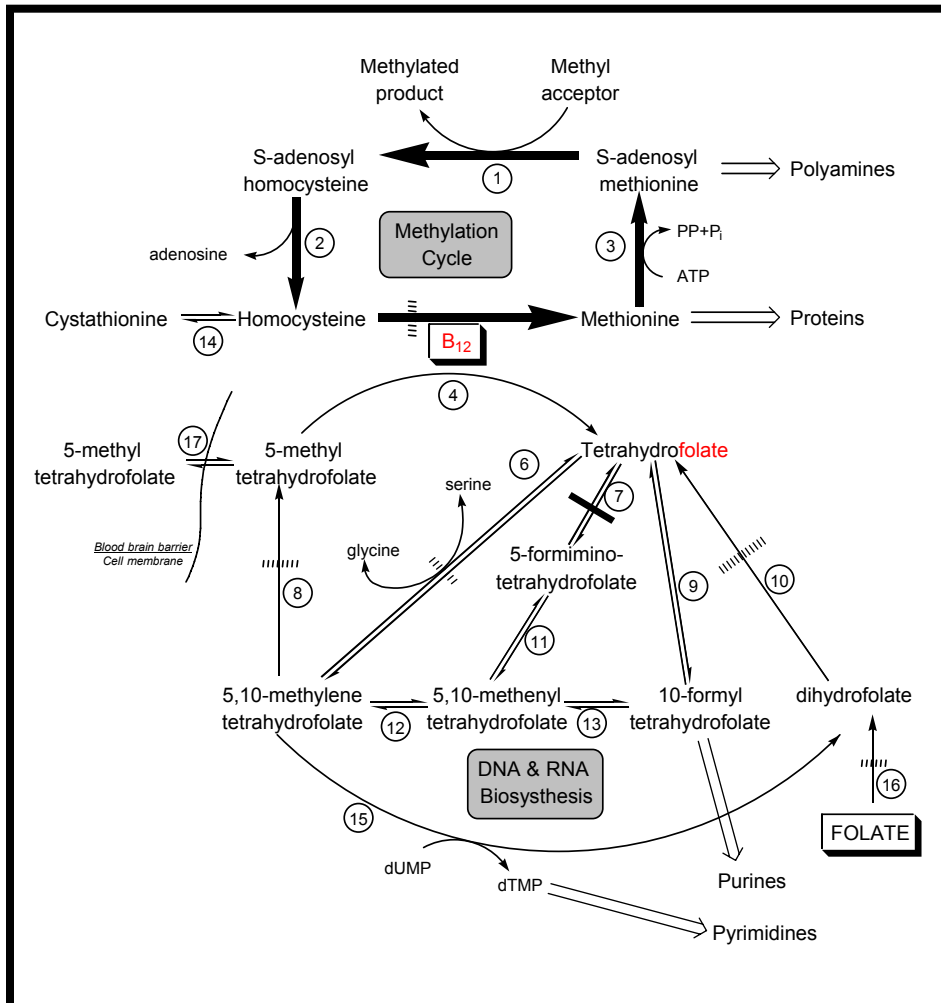 Methylated
product
Methyl
acceptor
S-adenosyl
homocysteine
1
S-adenosyl
methionine
Polyamines
2
Methylation
Cycle
3
PP+Pi
adenosine
ATP
Cystathionine
Homocysteine
Methionine
Proteins
14
B12
4
17
5-methyl
tetrahydrofolate
5-methyl
tetrahydrofolate
6
Tetrahydrofolate
serine
7
glycine
5-formimino-
tetrahydrofolate
Blood brain barrier
Cell membrane
8
9
10
11
5,10-methylene
tetrahydrofolate
12
5,10-methenyl
tetrahydrofolate
13
10-formyl
tetrahydrofolate
dihydrofolate
DNA & RNA
Biosysthesis
16
15
FOLATE
dUMP
dTMP
Purines
Pyrimidines